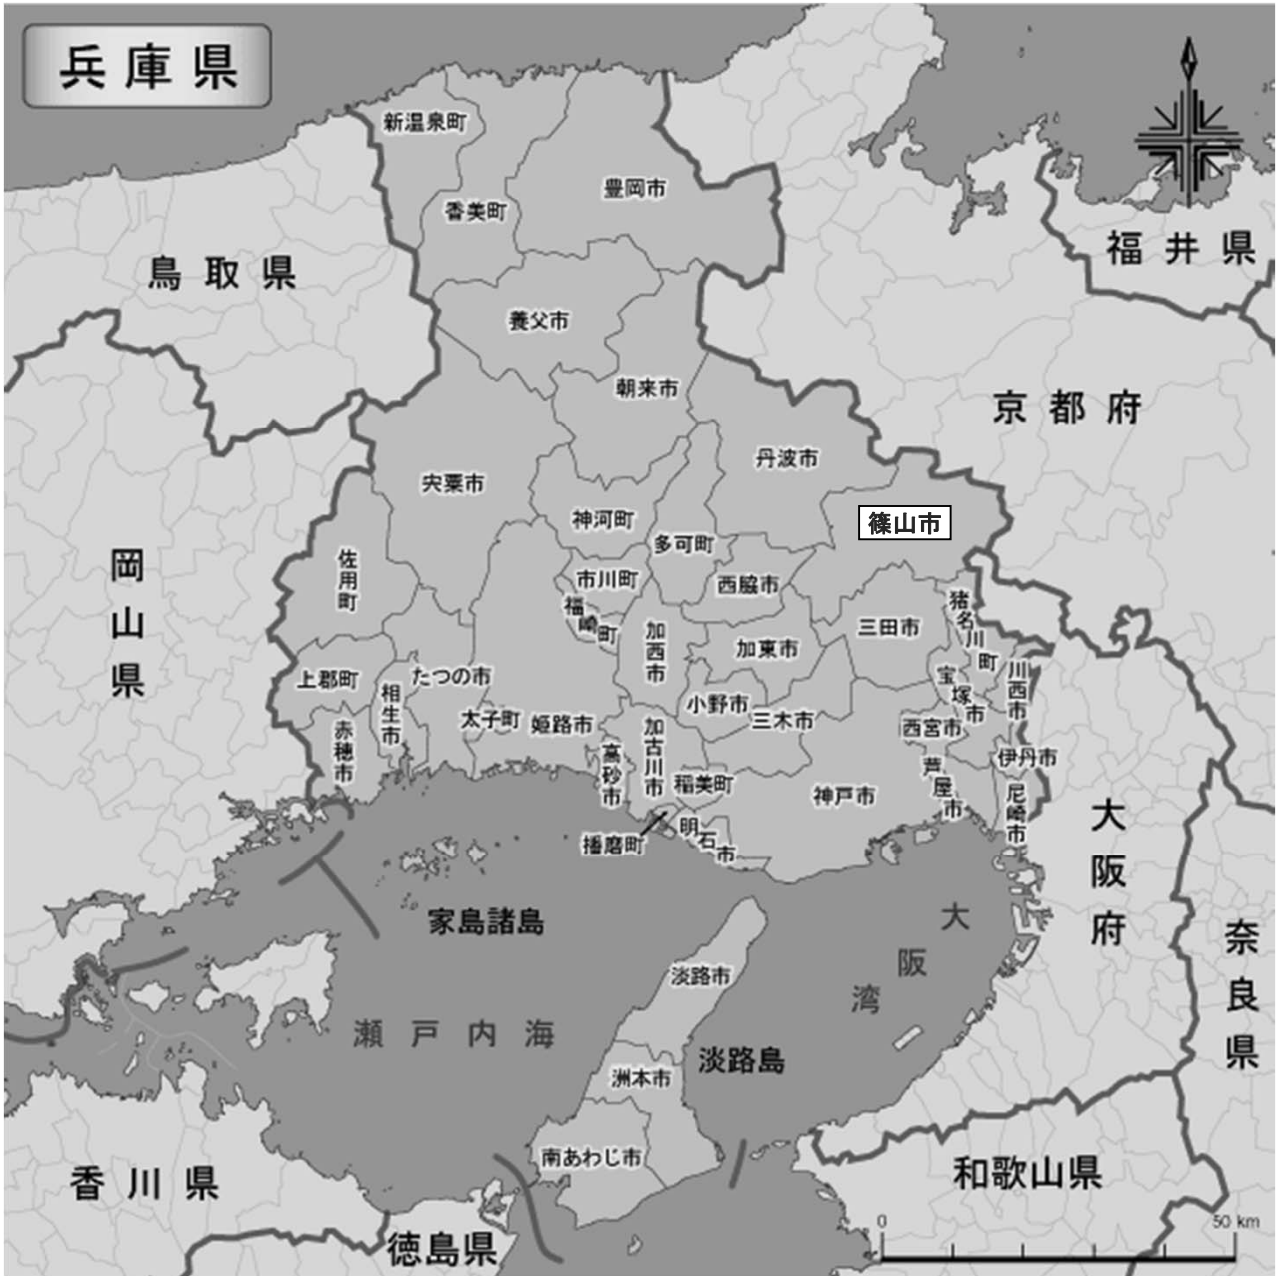 兵庫県
新温泉町
香美町
豊岡市
鳥取県
福井県
養父市
朝来市
京都府
丹波市
宍粟市
篠山市
神河町
多可町
岡山県
佐用町
市川町
西脇市
福崎町
猪名川町
加西市
加東市
三田市
上郡町
たつの市
相生市
宝塚市
川西市
小野市
三木市
太子町
姫路市
西宮市
赤穂市
高砂市
加古川市
伊丹市
稲美町
神戸市
芦屋市
尼崎市
播磨町
明石市
大阪府
家島諸島
大阪湾
奈良県
淡路市
瀬戸内海
淡路島
洲本市
南あわじ市
香川県
和歌山県
徳島県
0
50 km